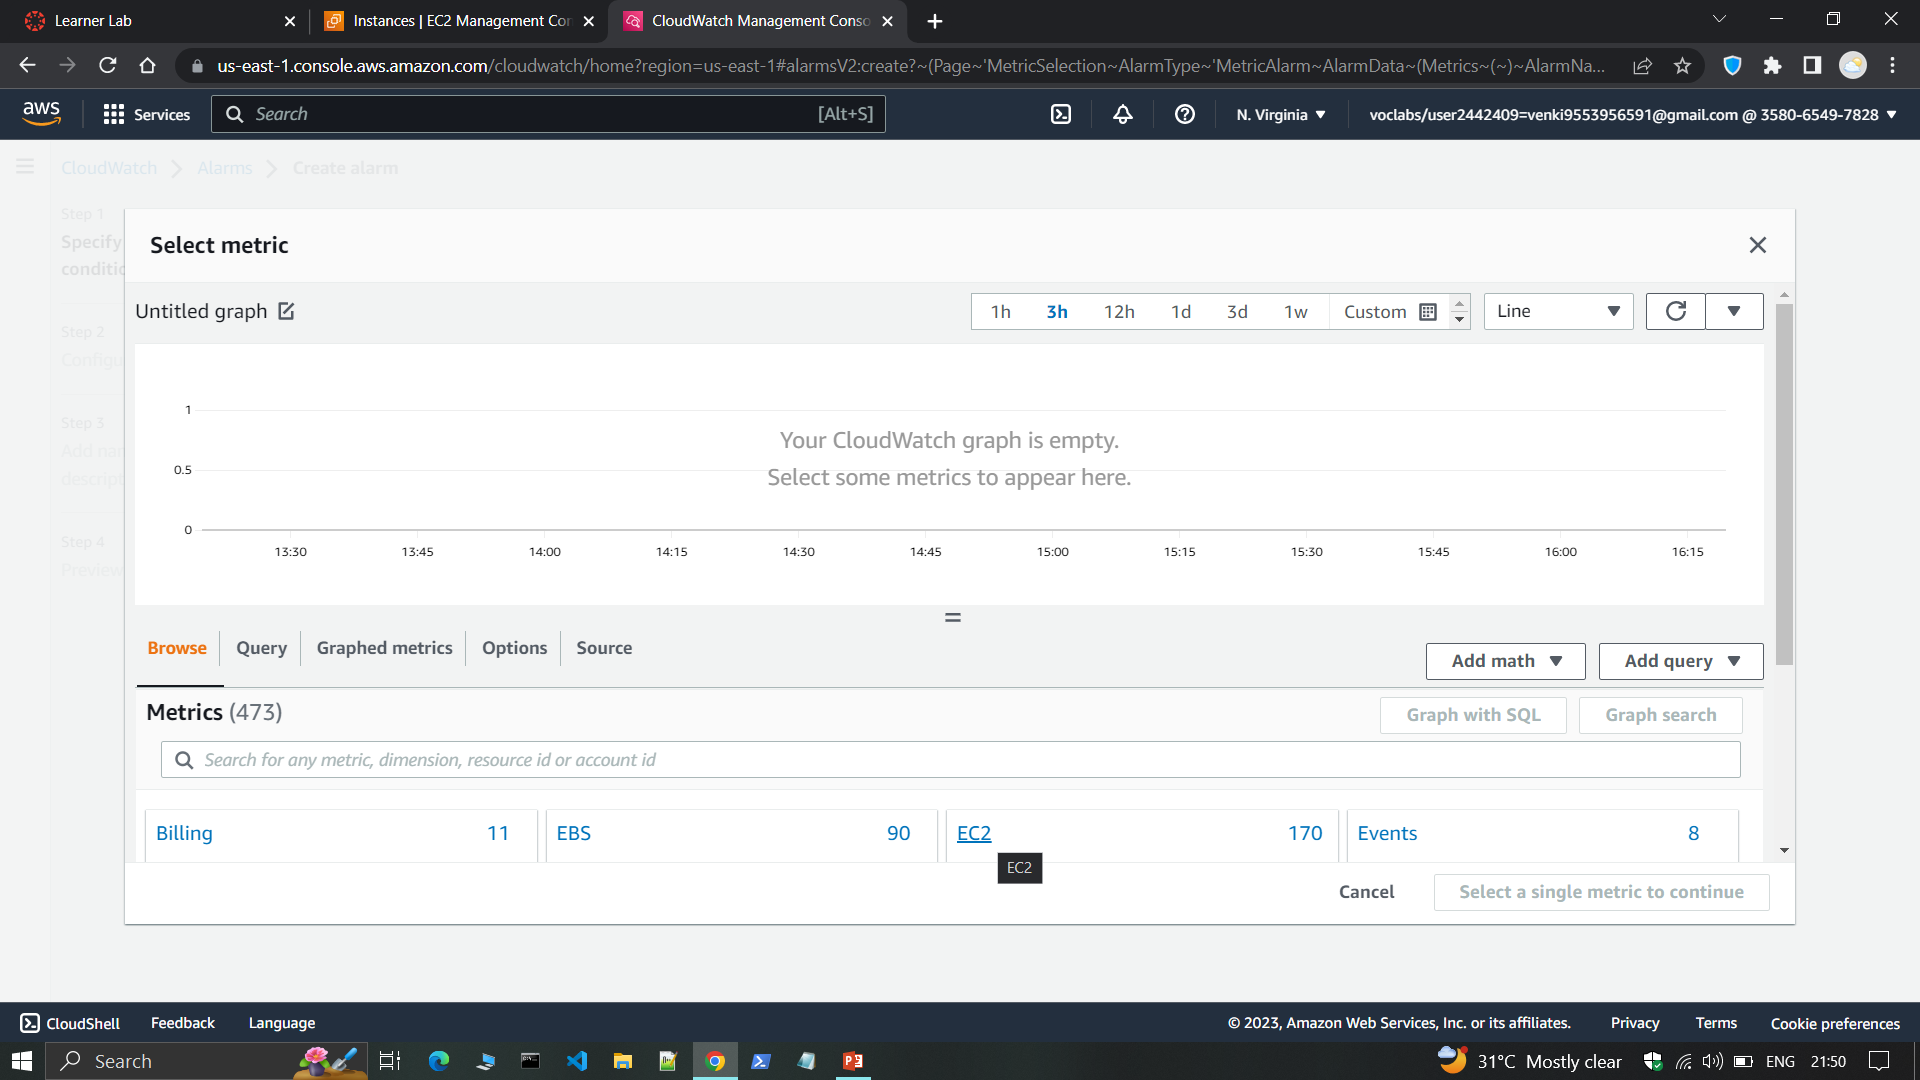 Learner Lab
Instances | EC2 Management Con
CloudWatch Management Conso
us-east-1.console.aws.amazon.com/cloudwatch/home?region=us-east-1#alarmsV2:create?~(Page~'MetricSelection~AlarmType~'MetricAlarm~AlarmData~(Metrics~(~)~AlarmNa...
aws
Services
Search
[Alt+S]
N. Virginia
voclabs/user2442409=venki9553956591@gmail.com @ 3580-6549-7828
CloudWatch
Alarms
Create alarm
Step 1
Specify
conditio
Step 2
Configu
Step 3
Add nam
descript
Step 4
Preview
Select metric
Untitled graph
1h
3h
12h
1d
3d
1w
Custom
Line
1
0.5
0
Your CloudWatch graph is empty.
Select some metrics to appear here.
13:30
13:45
14:00
14:15
14:30
14:45
15:00
15:15
15:30
15:45
16:00
16:15
Browse
Query
Graphed metrics
Options
Source
Add math
Add query
Metrics (473)
Graph with SQL
Graph search
Search for any metric, dimension, resource id or account id
Billing 11
EBS 90
EC2 170
Events 8
EC2
Cancel
Select a single metric to continue
CloudShell
Feedback
Language
© 2023, Amazon Web Services, Inc. or its affiliates.
Privacy
Terms
Cookie preferences
Search
31°C Mostly clear
ENG
21:50